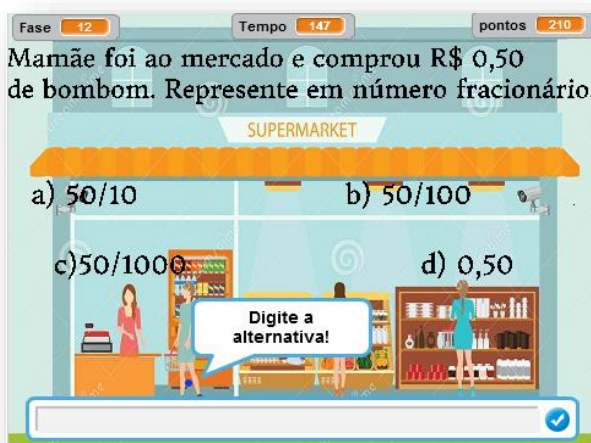 Fase 12 Tempo 147 pontos 210
Mamãe foi ao mercado e comprou R$ 0,50
de bombom. Represente em número fracionário.
SUPERMARKET
a) 50/10 b) 50/100
c)50/1000 d) 0,50
Digite a
alternativa!